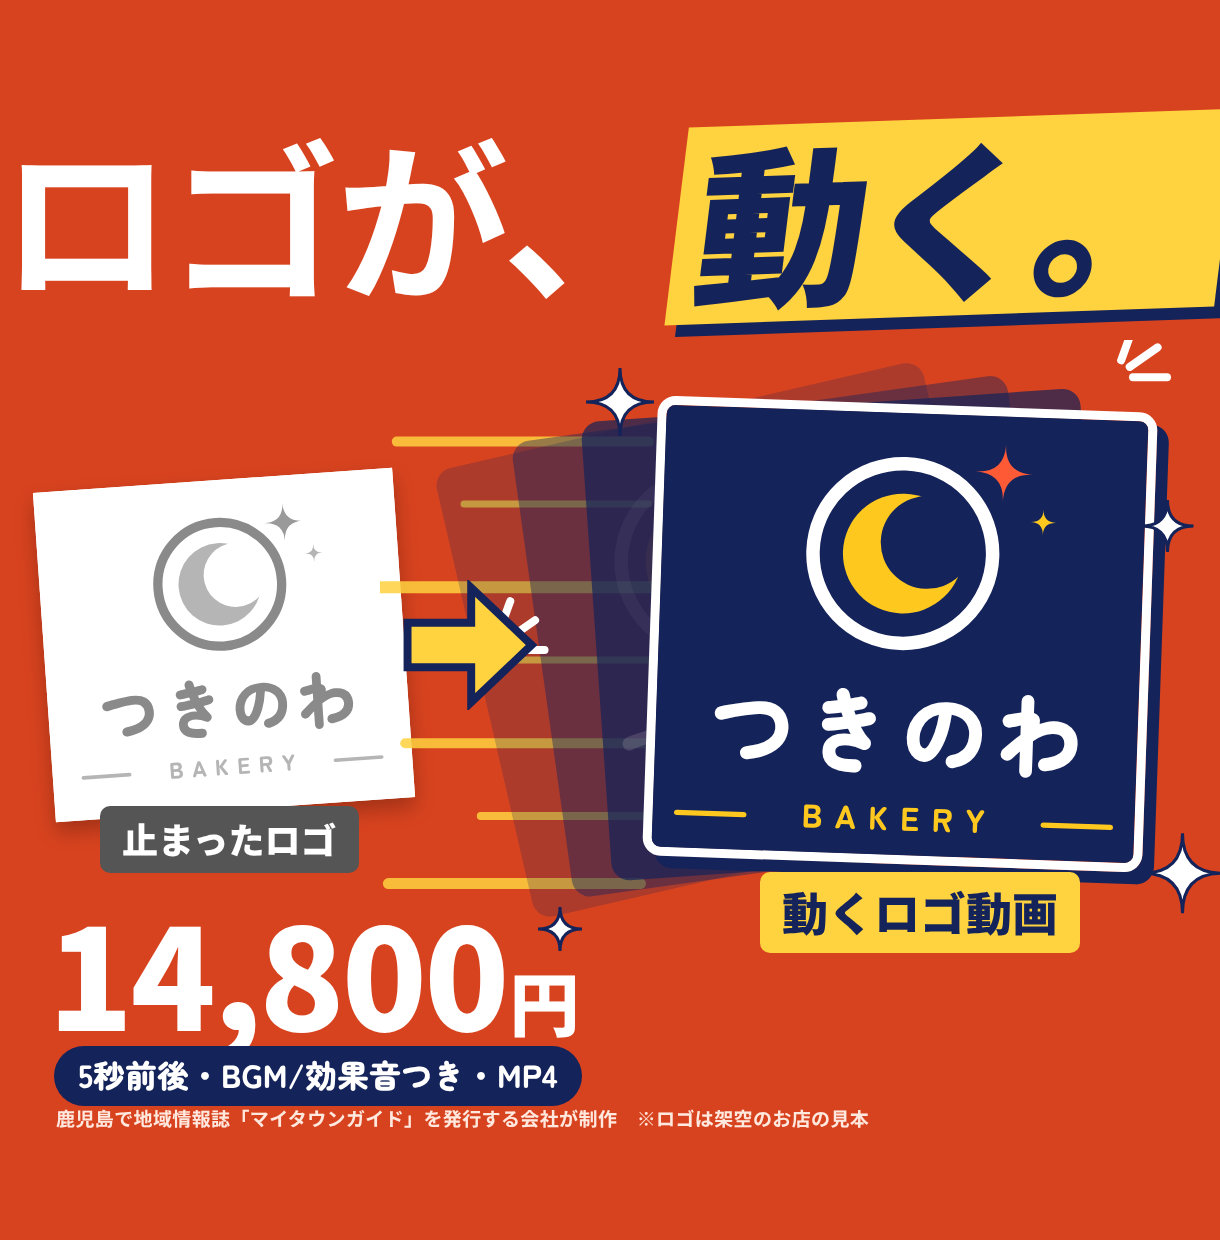 ロゴが、動く。
つきのわ
BAKERY
止まったロゴ
つきのわ
BAKERY
動くロゴ動画
14,800円
5秒前後・BGM/効果音つき・MP4
鹿児島で地域情報誌「マイタウンガイド」を発行する会社が制作　※ロゴは架空のお店の見本